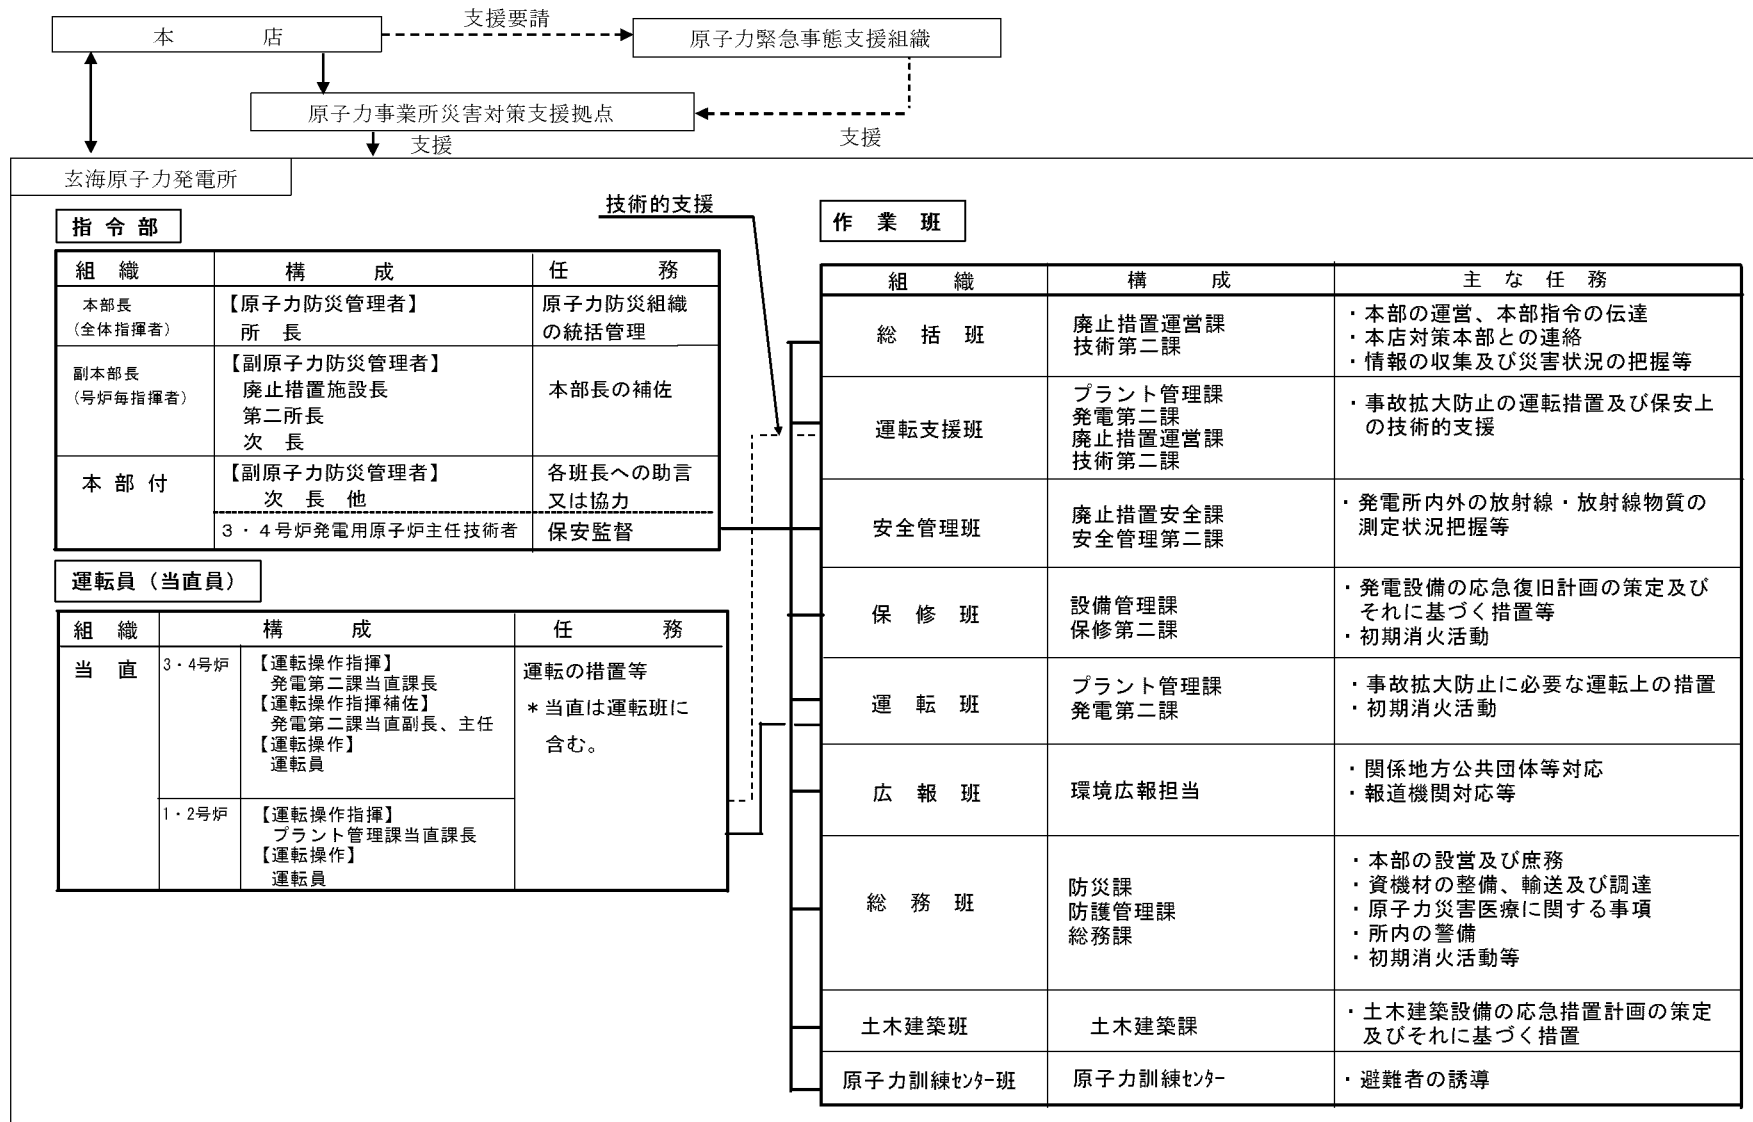 本店
支援要請
原子力緊急事態支援組織
原子力事業所災害対策支援拠点
支援
支援
玄海原子力発電所
技術的支援
指令部
組織 構成 任務
本部長
(全体指揮者)
【原子力防災管理者】
所長
原子力防災組織
の統括管理
副本部長
(号炉毎指揮者)
【副原子力防災管理者】
廃止措置施設長
第二所長
次長
本部長の補佐
本部付
【副原子力防災管理者】
次長他
各班長への助言
又は協力
3・4号炉発電用原子炉主任技術者
保安監督
運転員(当直員)
組織 構成 任務
当直
3・4号炉
【運転操作指揮】
発電第二課当直課長
【運転操作指揮補佐】
発電第二課当直副長、主任
【運転操作】
運転員
運転の措置等
*当直は運転班に
含む。
1・2号炉
【運転操作指揮】
プラント管理課当直課長
【運転操作】
運転員
作業班
組織 構成 主な任務
総括班
廃止措置運営課
技術第二課
・本部の運営、本部指令の伝達
・本店対策本部との連絡
・情報の収集及び災害状況の把握等
運転支援班
プラント管理課
発電第二課
廃止措置運営課
技術第二課
・事故拡大防止の運転措置及び保安上
の技術的支援
安全管理班
廃止措置安全課
安全管理第二課
・発電所内外の放射線・放射線物質の
測定状況把握等
保修班
設備管理課
保修第二課
・発電設備の応急復旧計画の策定及び
それに基づく措置等
・初期消火活動
運転班
プラント管理課
発電第二課
・事故拡大防止に必要な運転上の措置
・初期消火活動
広報班
環境広報担当
・関係地方公共団体等対応
・報道機関対応等
総務班
防災課
防護管理課
総務課
・本部の設営及び庶務
・資機材の整備、輸送及び調達
・原子力災害医療に関する事項
・所内の警備
・初期消火活動等
土木建築班
土木建築課
・土木建築設備の応急措置計画の策定
及びそれに基づく措置
原子力訓練ｾﾝﾀｰ班
原子力訓練ｾﾝﾀｰ
・避難者の誘導